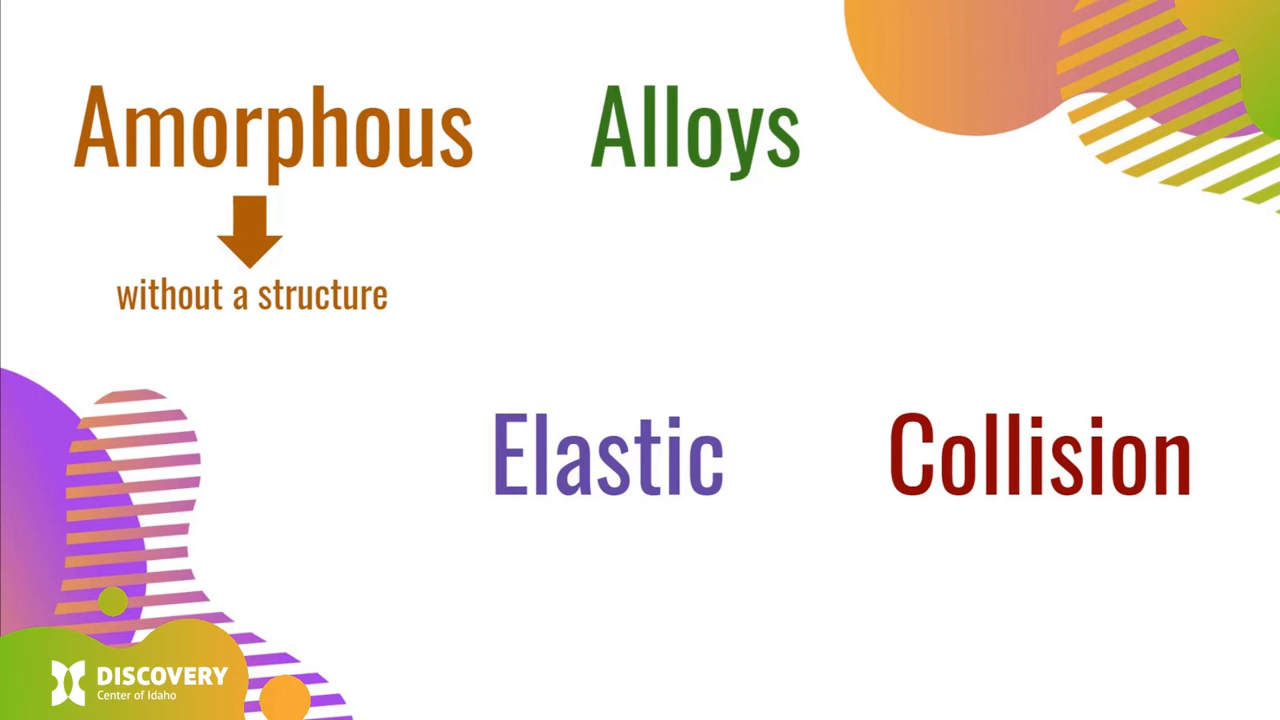 Amorphous Alloys
without a structure
Elastic Collision
DISCOVERY
Center of Idaho